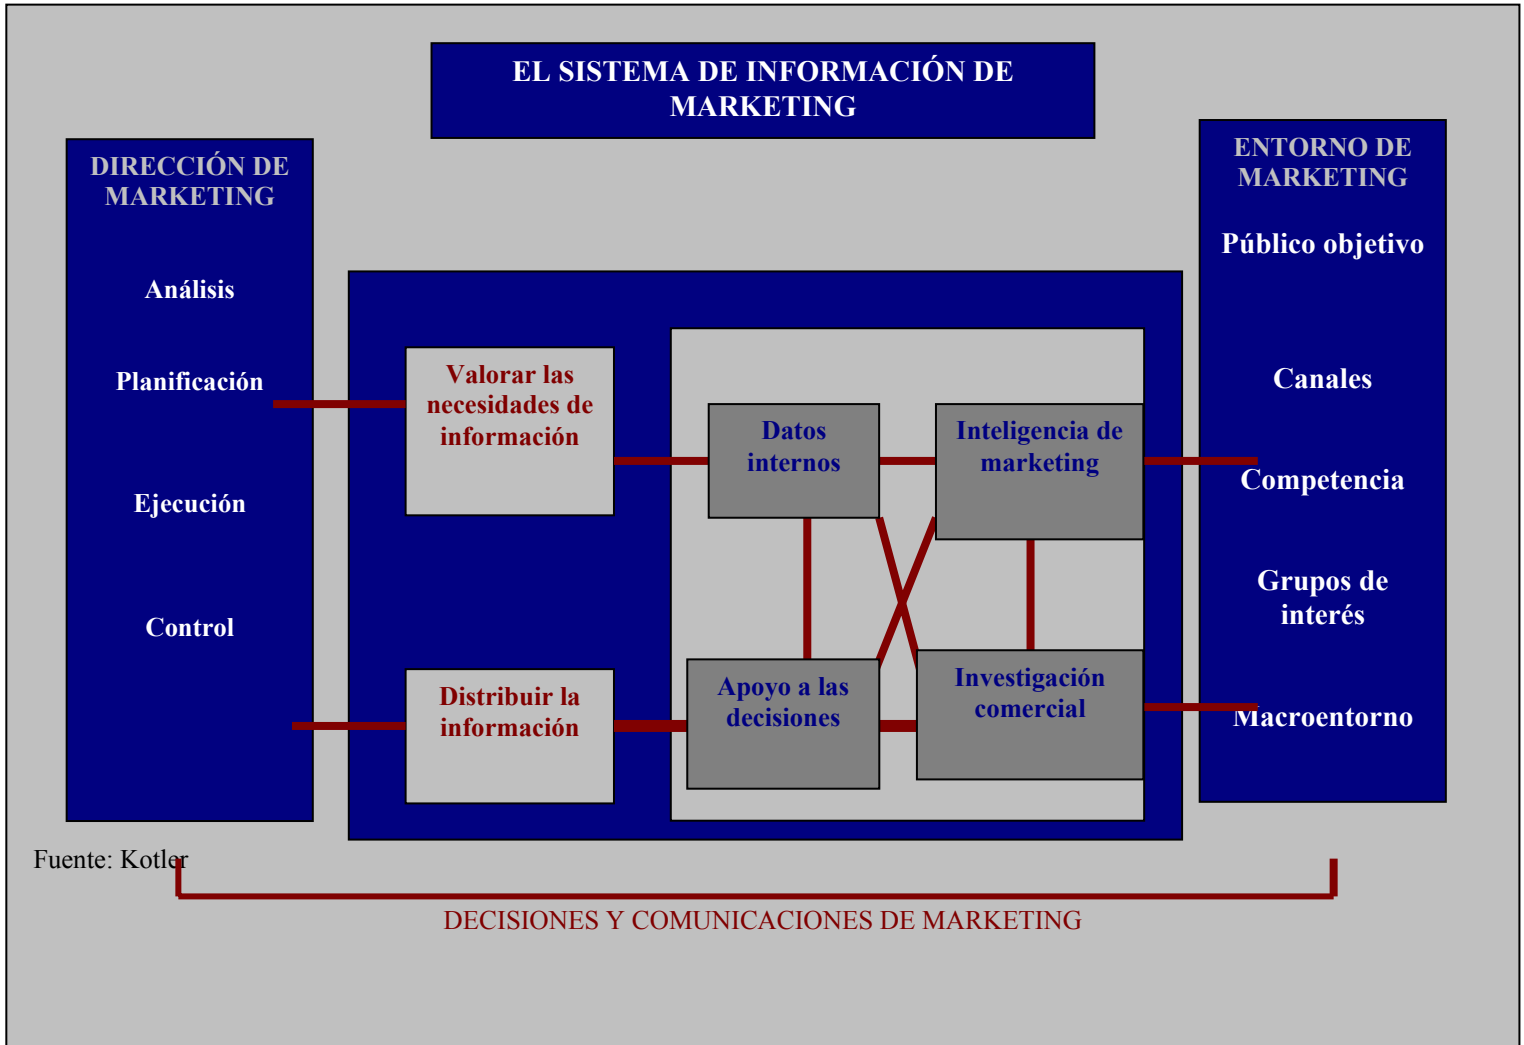 EL SISTEMA DE INFORMACIÓN DE
MARKETING
DIRECCIÓN DE
MARKETING
Análisis
Planificación
Ejecución
Control
Valorar las
necesidades de
información
Distribuir la
información
Datos
internos
Inteligencia de
marketing
Apoyo a las
decisiones
Investigación
comercial
ENTORNO DE
MARKETING
Público objetivo
Canales
Competencia
Grupos de
interés
Macroentorno
Fuente: Kotler
DECISIONES Y COMUNICACIONES DE MARKETING